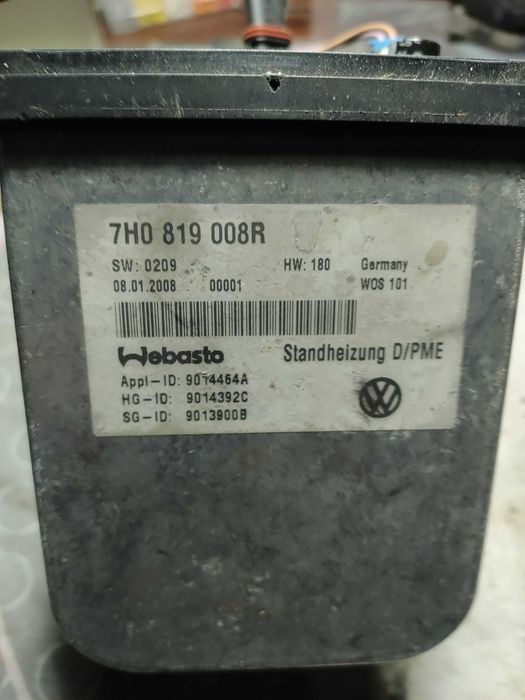 7H0 819 008R
SW: 0209 HW: 180 Germany
08.01.2008 00001 WOS 101
Webasto Standheizung D/PME
Appl-ID: 9014464A
HG-ID: 9014392C
SG-ID: 9013900B